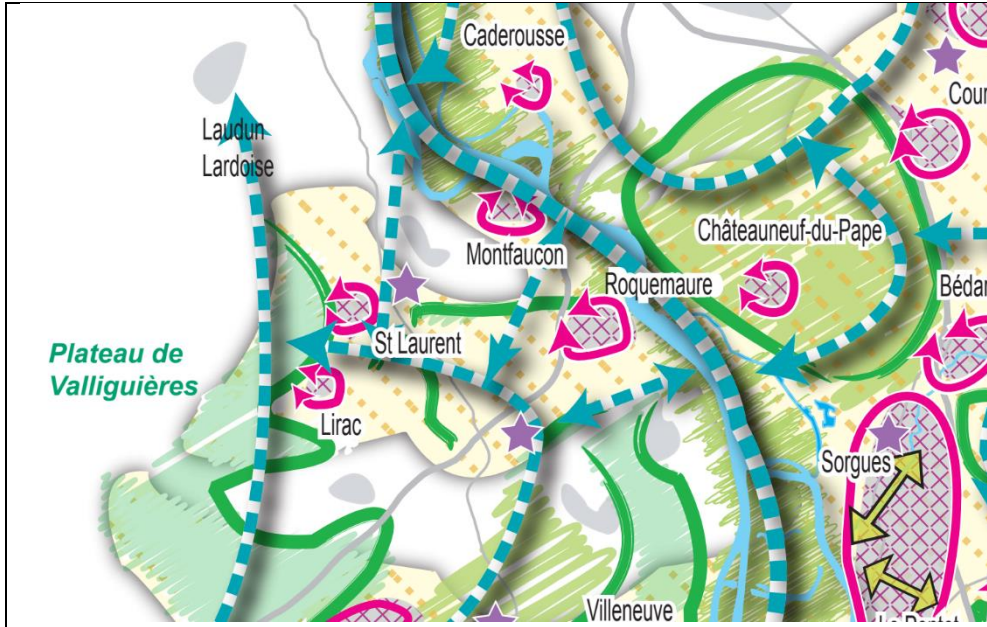 Caderousse
Laudun
Lardoise
Montfaucon
Châteauneuf-du-Pape
Roquemaure
St Laurent
Plateau de
Valliguières
Lirac
Sorgues
Villeneuve